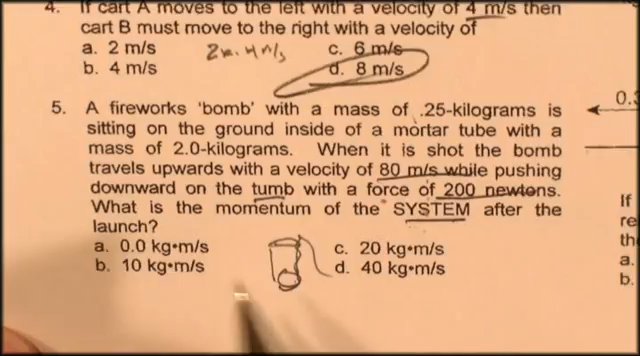 4. If cart A moves to the left with a velocity of 4 m/s then
cart B must move to the right with a velocity of
a. 2 m/s
c. 6 m/s
b. 4 m/s
d. 8 m/s
5. A fireworks 'bomb' with a mass of .25-kilograms is
sitting on the ground inside of a mortar tube with a
mass of 2.0-kilograms. When it is shot the bomb
travels upwards with a velocity of 80 m/s while pushing
downward on the tumb with a force of 200 newtons.
What is the momentum of the SYSTEM after the
launch?
a. 0.0 kg•m/s
c. 20 kg•m/s
b. 10 kg•m/s
d. 40 kg•m/s
If
re
th
a.
b.